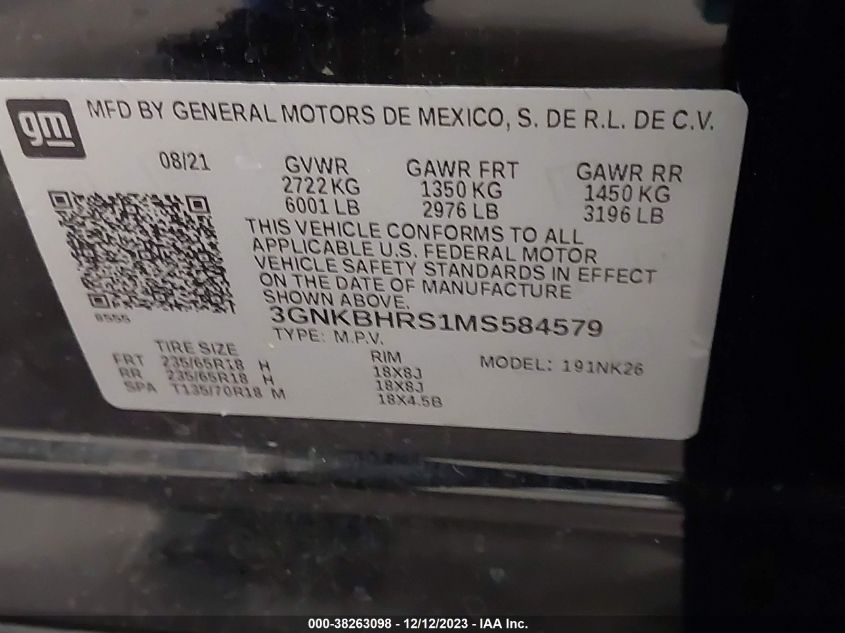 gm
MFD BY GENERAL MOTORS DE MEXICO, S. DE R.L. DE C.V.
08/21 GVWR GAWR FRT GAWR RR
2722 KG 1350 KG 1450 KG
6001 LB 2976 LB 3196 LB
THIS VEHICLE CONFORMS TO ALL
APPLICABLE U.S. FEDERAL MOTOR
VEHICLE SAFETY STANDARDS IN EFFECT
ON THE DATE OF MANUFACTURE
SHOWN ABOVE.
8555 3GNKBHRS1MS584579
TYPE: M.P.V.
TIRE SIZE RIM MODEL: 191NK26
FRT 235/65R18 H 18X8J
RR 235/65R18 H 18X8J
SPA T135/70R18 M 18X4.5B
000-38263098 - 12/12/2023 - IAA Inc.